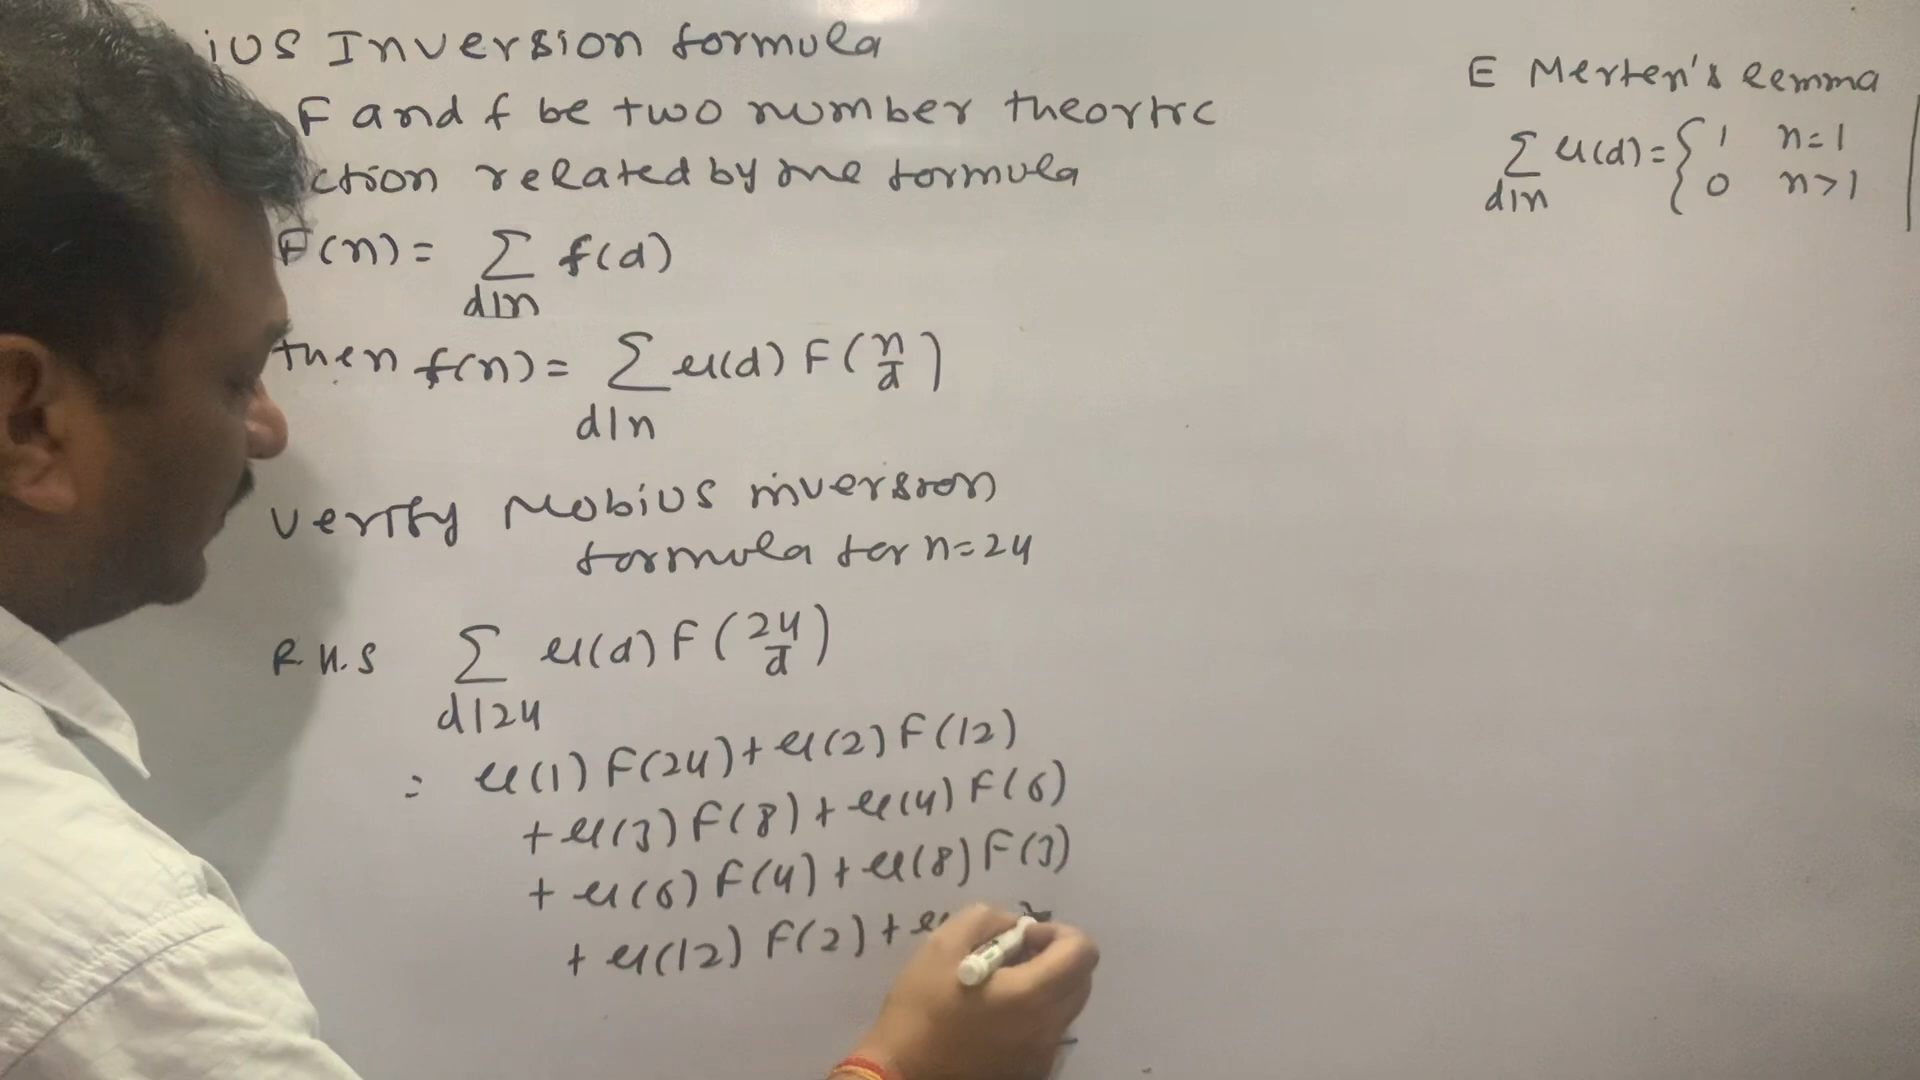 ius Inversion formula
F and f be two number theortic
ction related by the formula
F(n) = ∑ f(d)
d|n
then f(n) = ∑ μ(d) F(n/d)
d|n
verify Mobius inversion
formula for n=24
R.H.S ∑ μ(d) F(24/d)
d|24
= μ(1) F(24) + μ(2) F(12)
+ μ(3) F(8) + μ(4) F(6)
+ μ(6) F(4) + μ(8) F(3)
+ μ(12) F(2) + μ
E Merten's lemma
∑ μ(d) = { 1 n=1
d|n 0 n>1